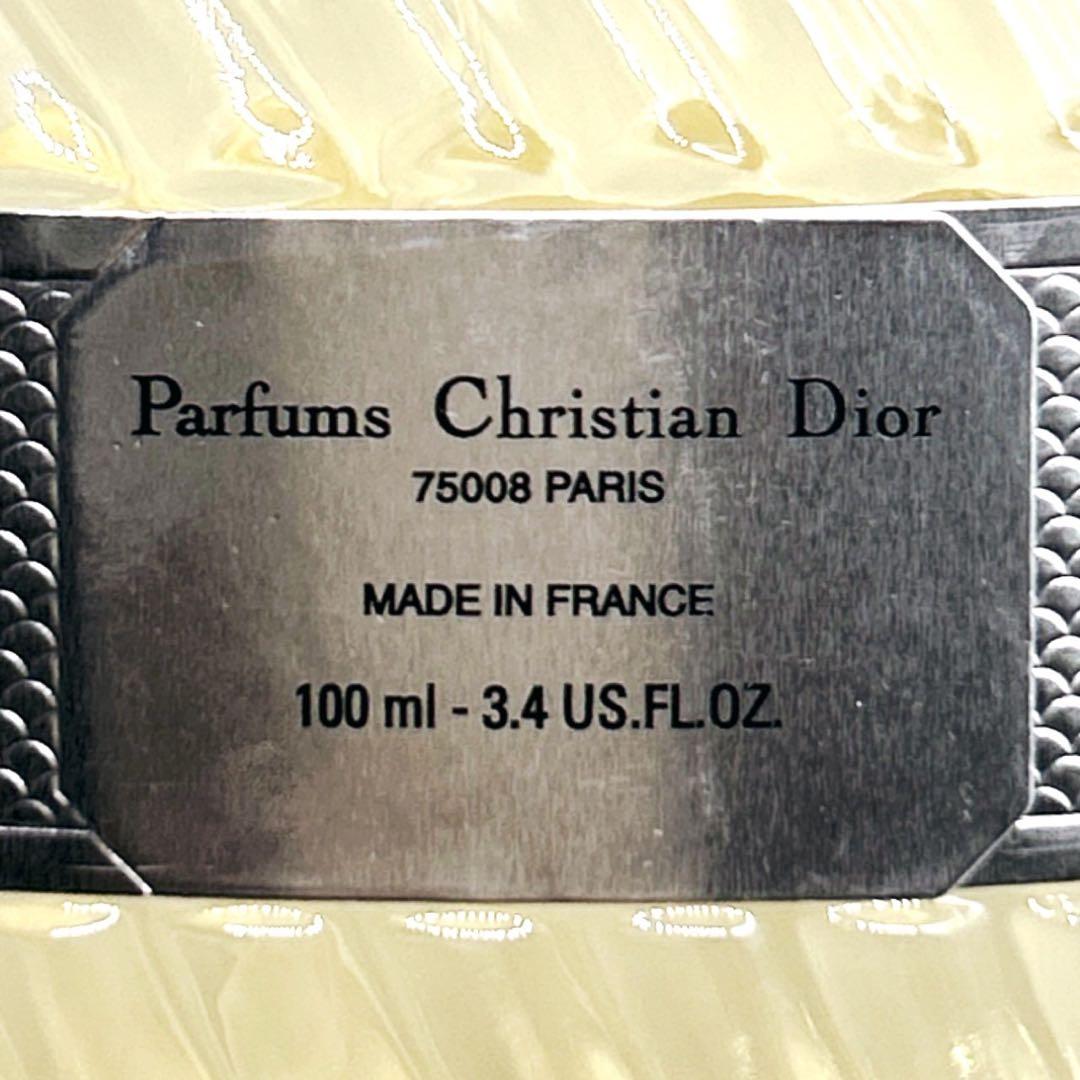 Parfums Christian Dior
75008 PARIS
MADE IN FRANCE
100 ml - 3.4 US.FL.OZ.